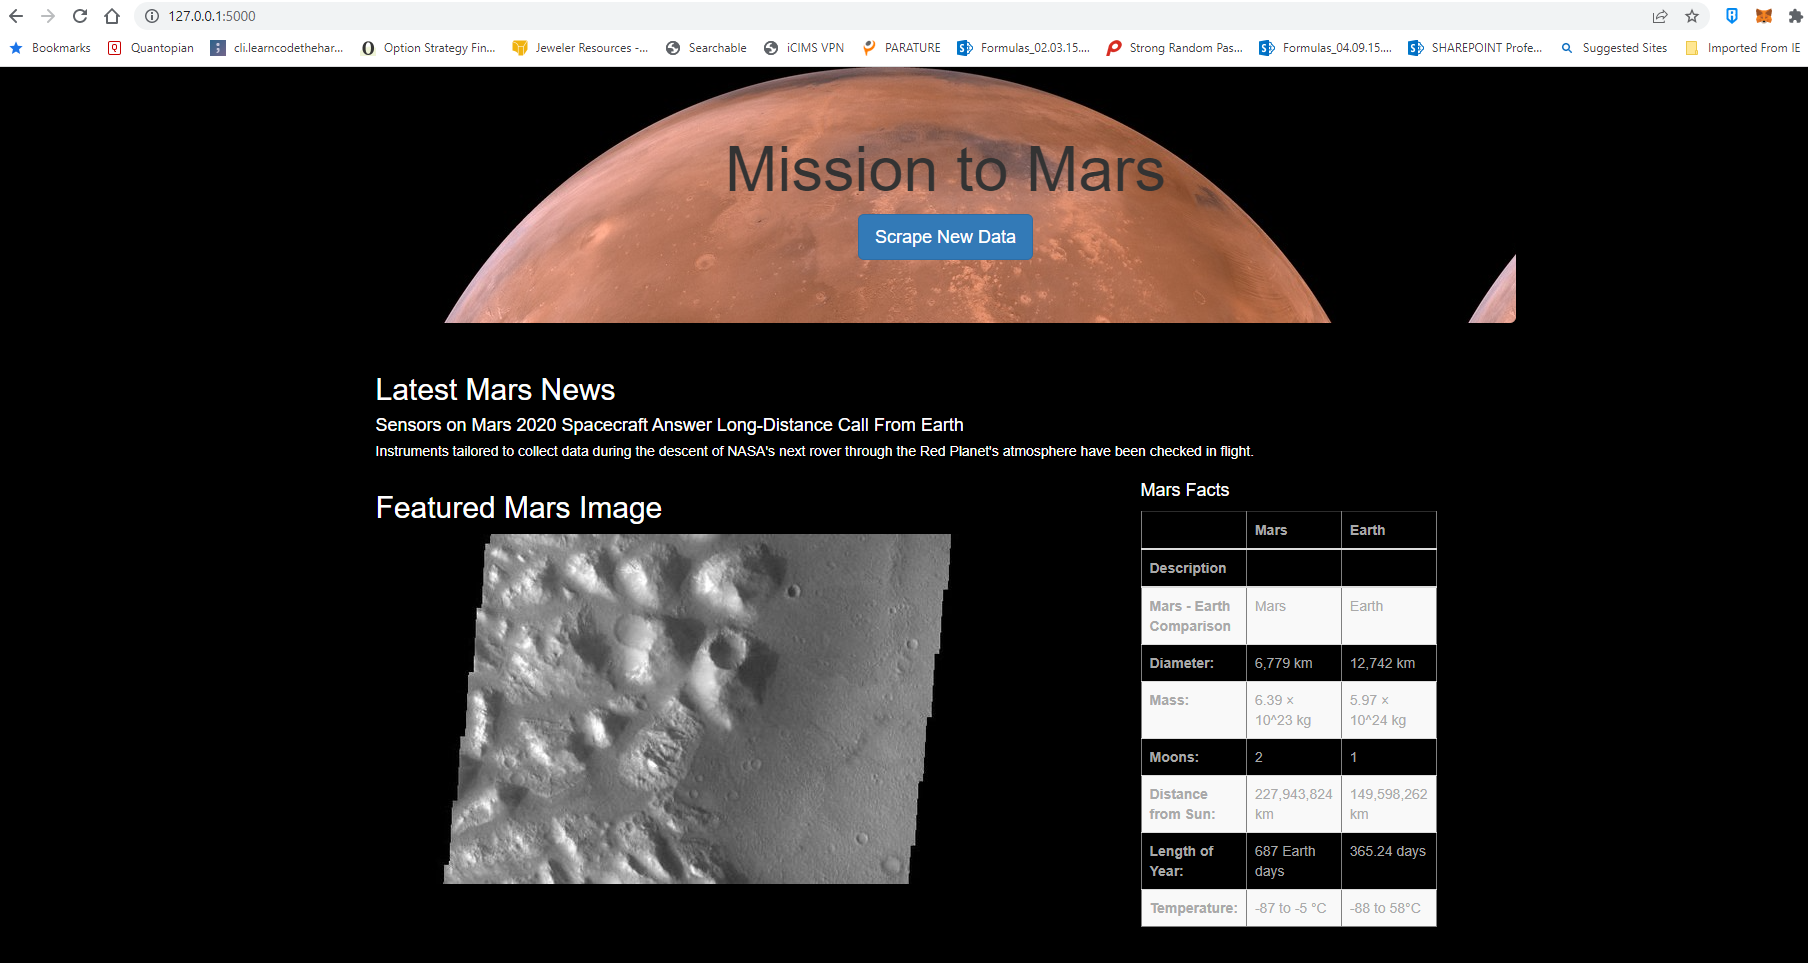 127.0.0.1:5000
Bookmarks Quantopian cli.learncodethehar... Option Strategy Fin... Jeweler Resources -... Searchable iCIMS VPN PARATURE Formulas_02.03.15.... Strong Random Pas... Formulas_04.09.15.... SHAREPOINT Profe... Suggested Sites Imported From IE
Mission to Mars
Scrape New Data
Latest Mars News
Sensors on Mars 2020 Spacecraft Answer Long-Distance Call From Earth
Instruments tailored to collect data during the descent of NASA's next rover through the Red Planet's atmosphere have been checked in flight.
Featured Mars Image
Mars Facts
Mars Earth
Description
Mars - Earth Mars Earth
Comparison
Diameter: 6,779 km 12,742 km
Mass: 6.39 × 5.97 ×
10^23 kg 10^24 kg
Moons: 2 1
Distance 227,943,824 149,598,262
from Sun: km km
Length of 687 Earth 365.24 days
Year: days
Temperature: -87 to -5 °C -88 to 58°C